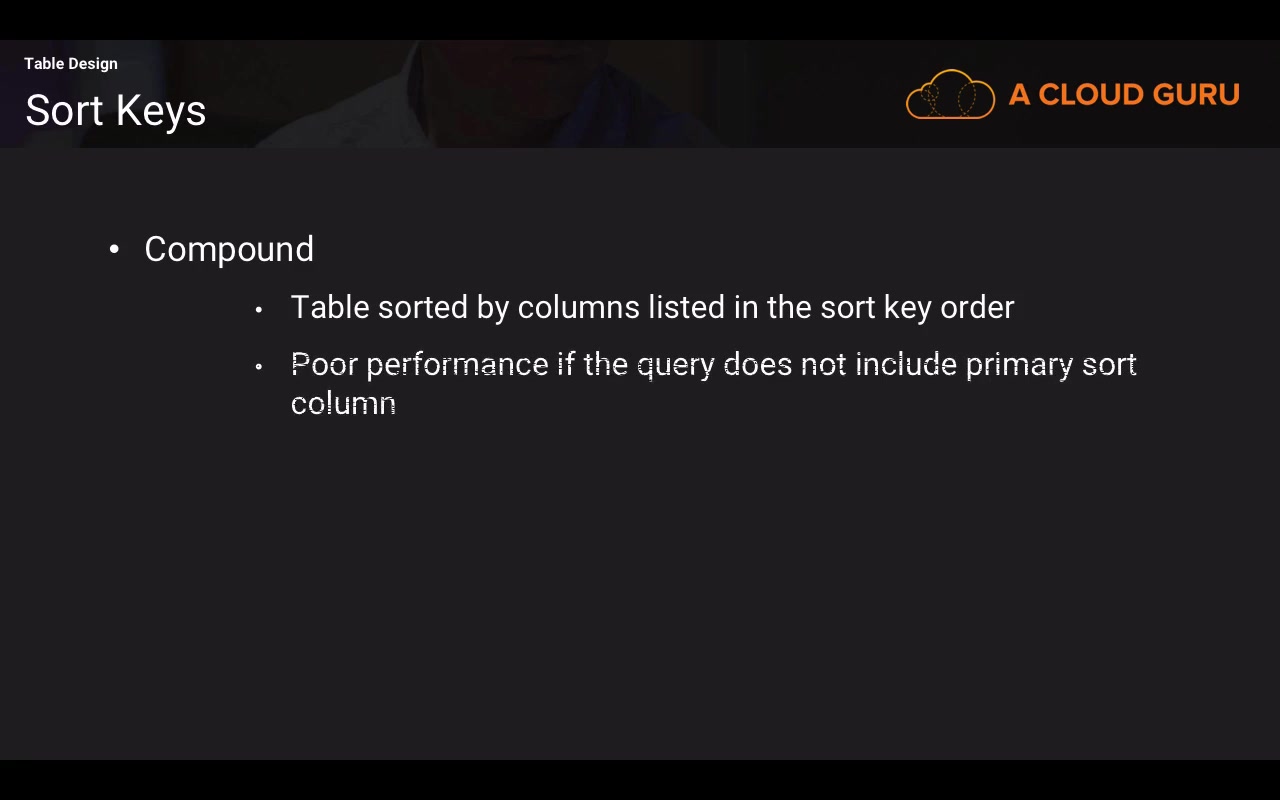 Table Design
Sort Keys
A CLOUD GURU
• Compound
• Table sorted by columns listed in the sort key order
• Poor performance if the query does not include primary sort
column